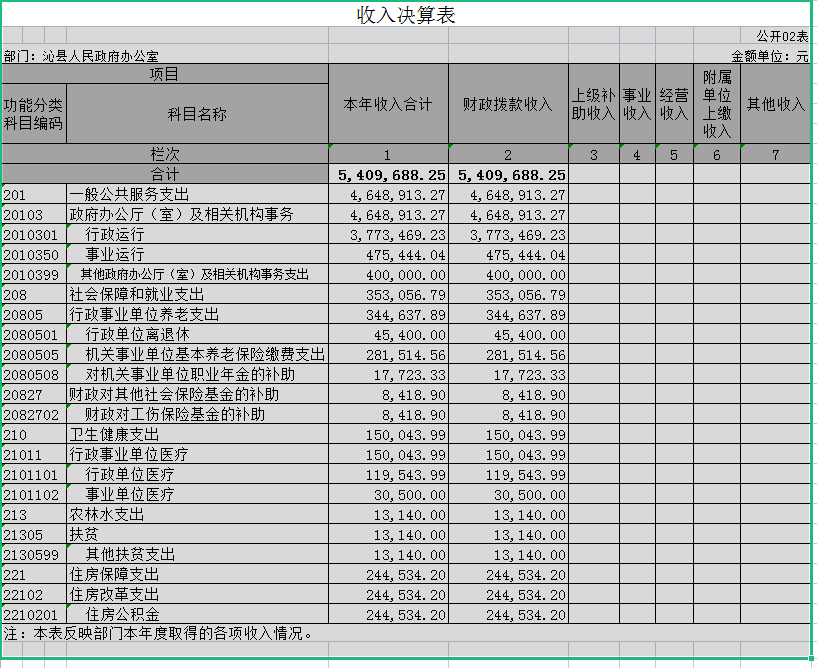 收入决算表
公开02表
部门：沁县人民政府办公室 金额单位：元
项目 本年收入合计 财政拨款收入 上级补助收入 事业收入 经营收入 附属单位上缴收入 其他收入
功能分类科目编码 科目名称
栏次 1 2 3 4 5 6 7
合计 5,409,688.25 5,409,688.25
201 一般公共服务支出 4,648,913.27 4,648,913.27
20103 政府办公厅（室）及相关机构事务 4,648,913.27 4,648,913.27
2010301 行政运行 3,773,469.23 3,773,469.23
2010350 事业运行 475,444.04 475,444.04
2010399 其他政府办公厅（室）及相关机构事务支出 400,000.00 400,000.00
208 社会保障和就业支出 353,056.79 353,056.79
20805 行政事业单位养老支出 344,637.89 344,637.89
2080501 行政单位离退休 45,400.00 45,400.00
2080505 机关事业单位基本养老保险缴费支出 281,514.56 281,514.56
2080508 对机关事业单位职业年金的补助 17,723.33 17,723.33
20827 财政对其他社会保险基金的补助 8,418.90 8,418.90
2082702 财政对工伤保险基金的补助 8,418.90 8,418.90
210 卫生健康支出 150,043.99 150,043.99
21011 行政事业单位医疗 150,043.99 150,043.99
2101101 行政单位医疗 119,543.99 119,543.99
2101102 事业单位医疗 30,500.00 30,500.00
213 农林水支出 13,140.00 13,140.00
21305 扶贫 13,140.00 13,140.00
2130599 其他扶贫支出 13,140.00 13,140.00
221 住房保障支出 244,534.20 244,534.20
22102 住房改革支出 244,534.20 244,534.20
2210201 住房公积金 244,534.20 244,534.20
注：本表反映部门本年度取得的各项收入情况。